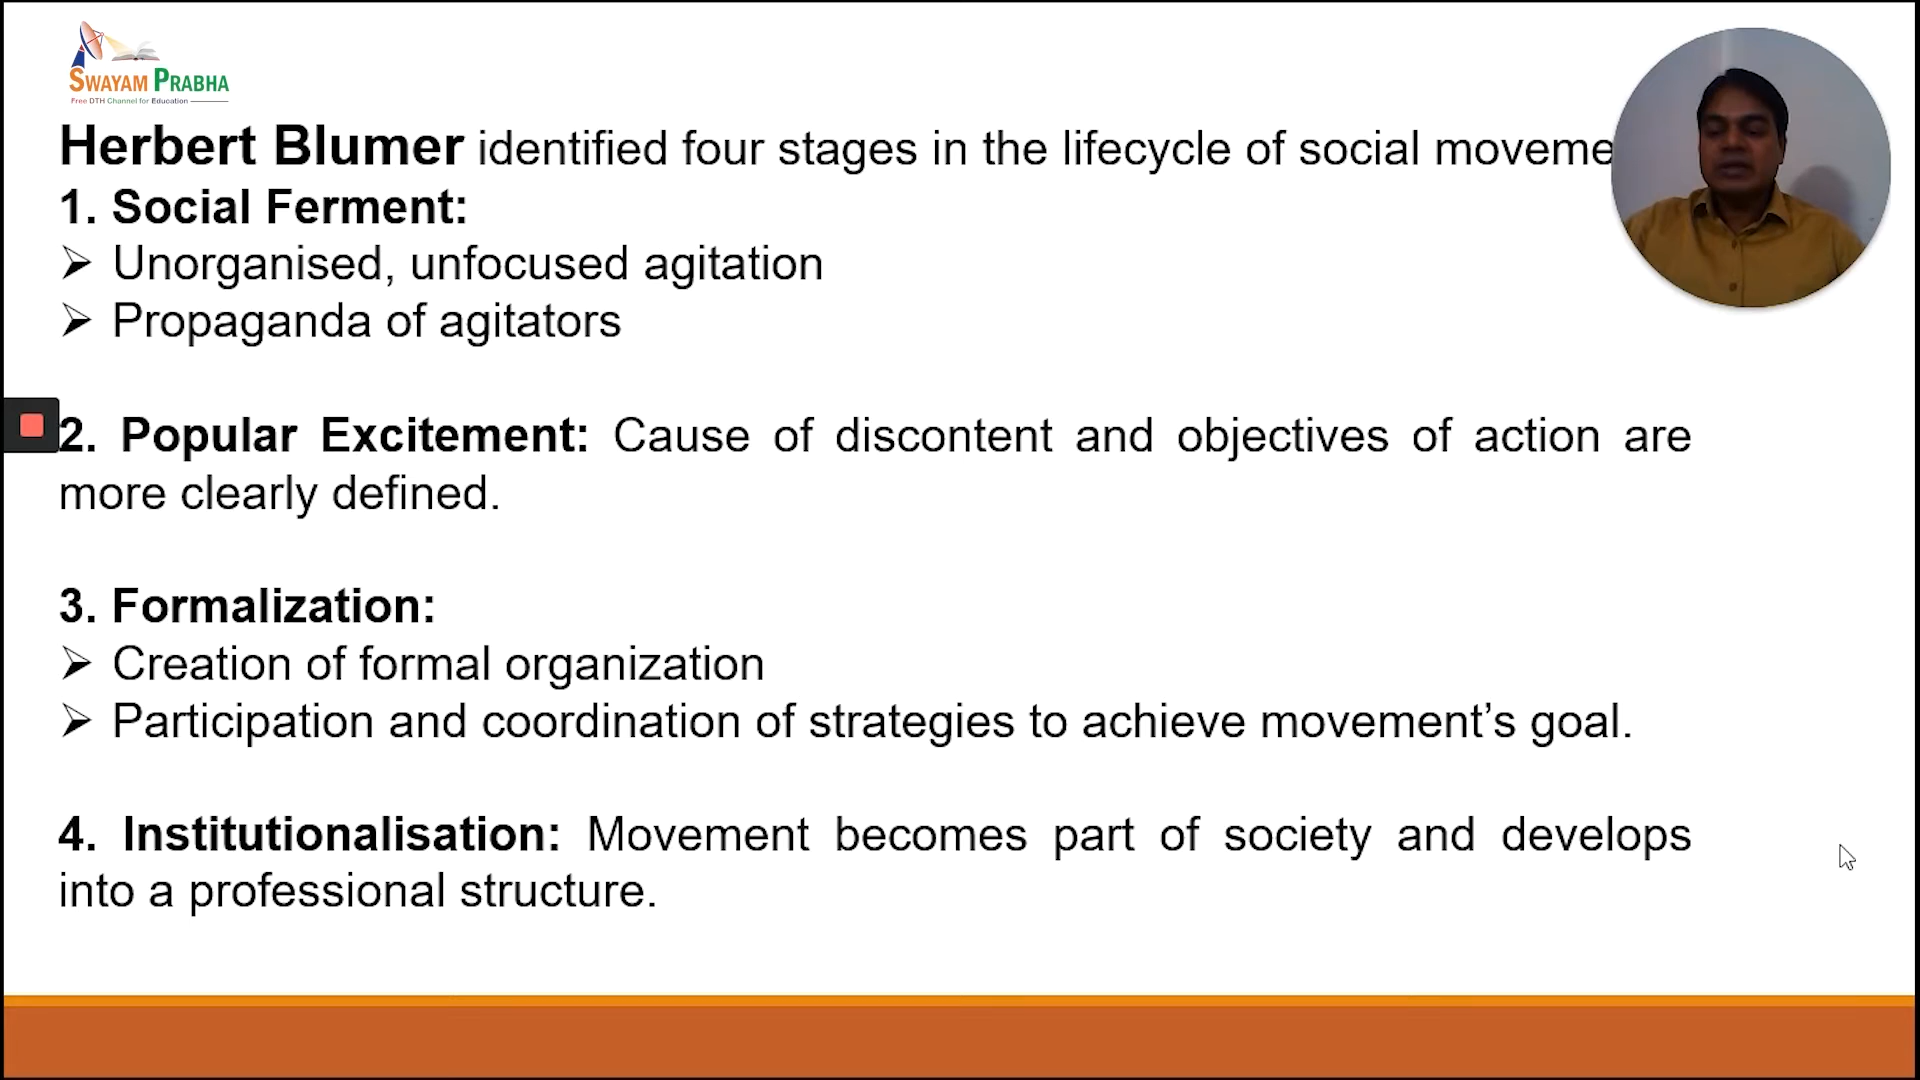 SWAYAM PRABHA
Free DTH Channel for Education
Herbert Blumer identified four stages in the lifecycle of social moveme
1. Social Ferment:
➢ Unorganised, unfocused agitation
➢ Propaganda of agitators
2. Popular Excitement: Cause of discontent and objectives of action are
more clearly defined.
3. Formalization:
➢ Creation of formal organization
➢ Participation and coordination of strategies to achieve movement’s goal.
4. Institutionalisation: Movement becomes part of society and develops
into a professional structure.